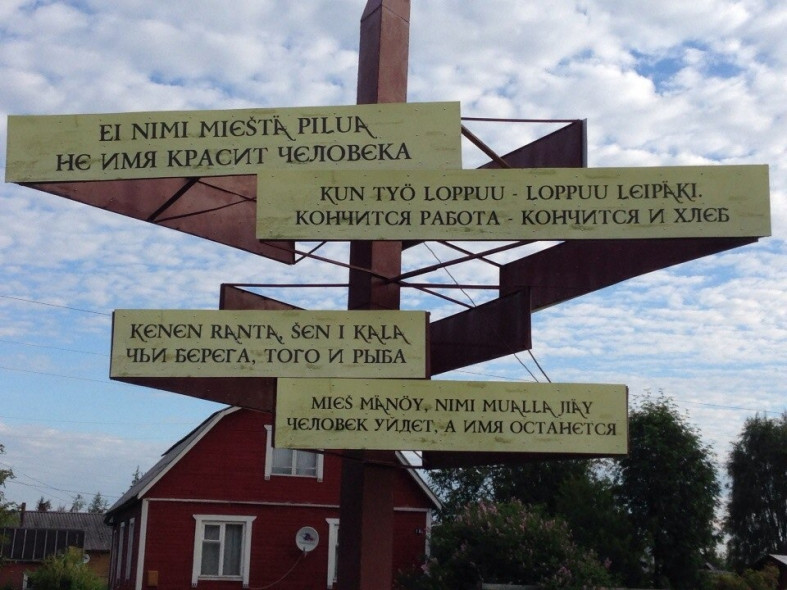 EI NIMI MIEŠTÄ PILUA
НЕ ИМЯ КРАСИТ ЧЕЛОВЕКА
KUN TYÖ LOPPUU - LOPPUU LEIPÄKI.
КОНЧИТСЯ РАБОТА - КОНЧИТСЯ И ХЛЕБ
KENEN RANTA, ŠEN I KALA
ЧЬИ БЕРЕГА, ТОГО И РЫБА
MIEŠ MÄNÖY, NIMI MUALLA JIÄY
ЧЕЛОВЕК УЙДЕТ, А ИМЯ ОСТАНЕТСЯ